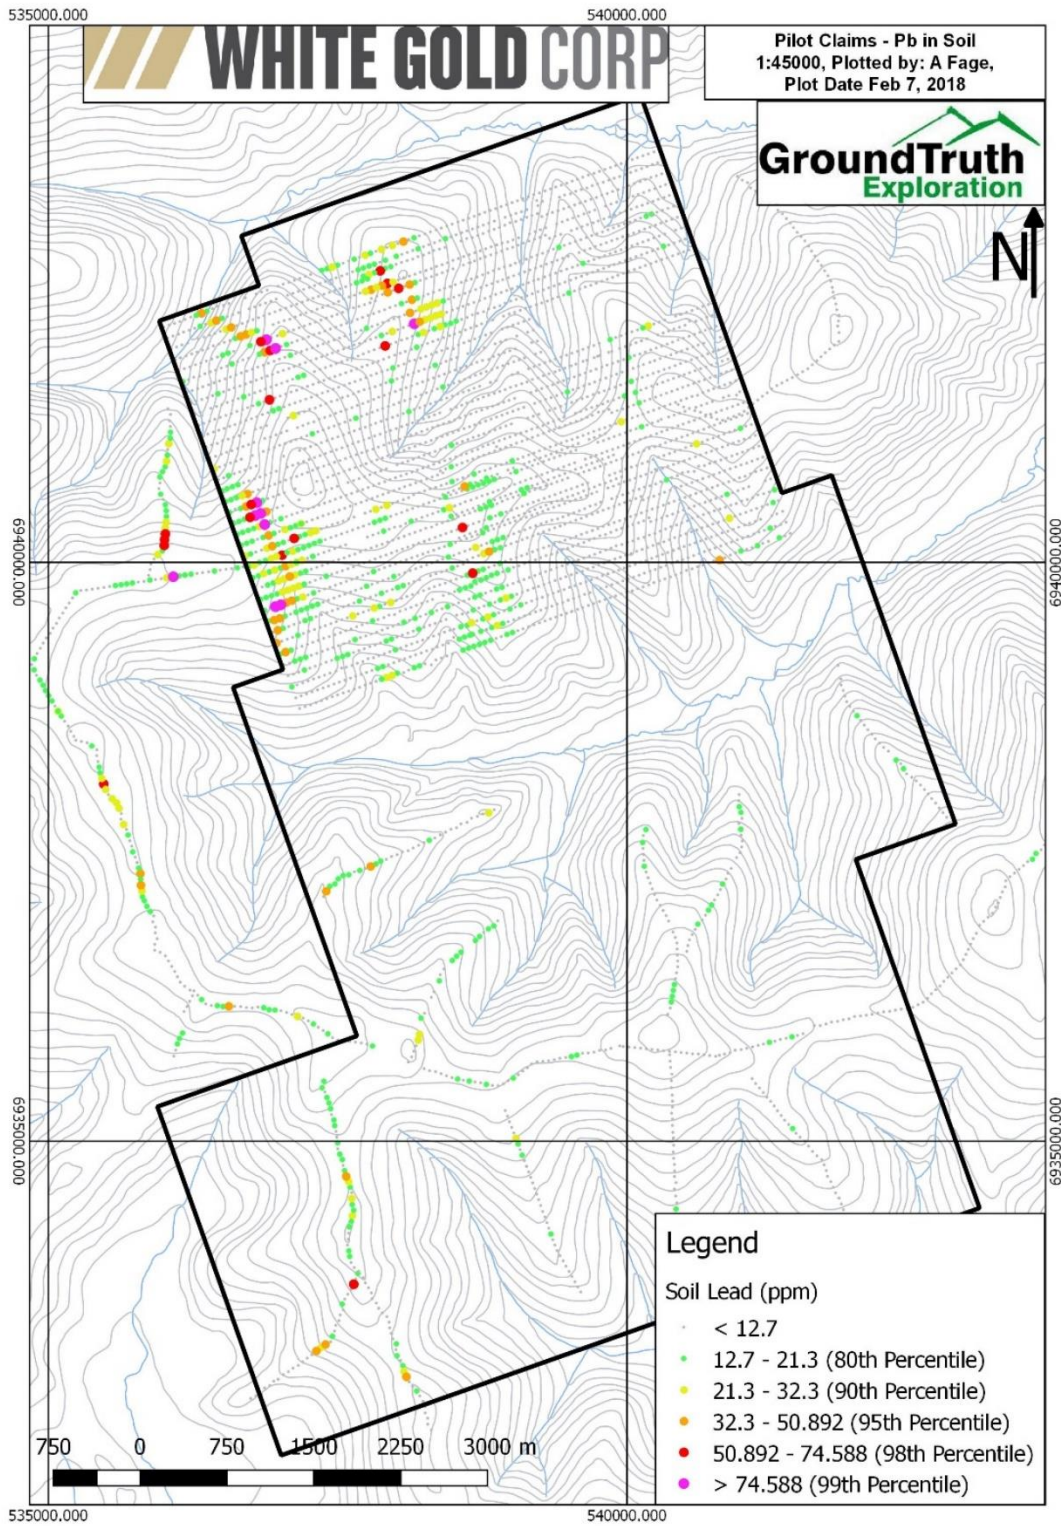 535000.000
540000.000
WHITE GOLD CORP
Pilot Claims - Pb in Soil
1:45000, Plotted by: A Fage,
Plot Date Feb 7, 2018
GroundTruth
Exploration
N
6940000.000
6940000.000
6935000.000
6935000.000
Legend
Soil Lead (ppm)
< 12.7
12.7 - 21.3 (80th Percentile)
21.3 - 32.3 (90th Percentile)
32.3 - 50.892 (95th Percentile)
50.892 - 74.588 (98th Percentile)
> 74.588 (99th Percentile)
750 0 750 1500 2250 3000 m
535000.000
540000.000